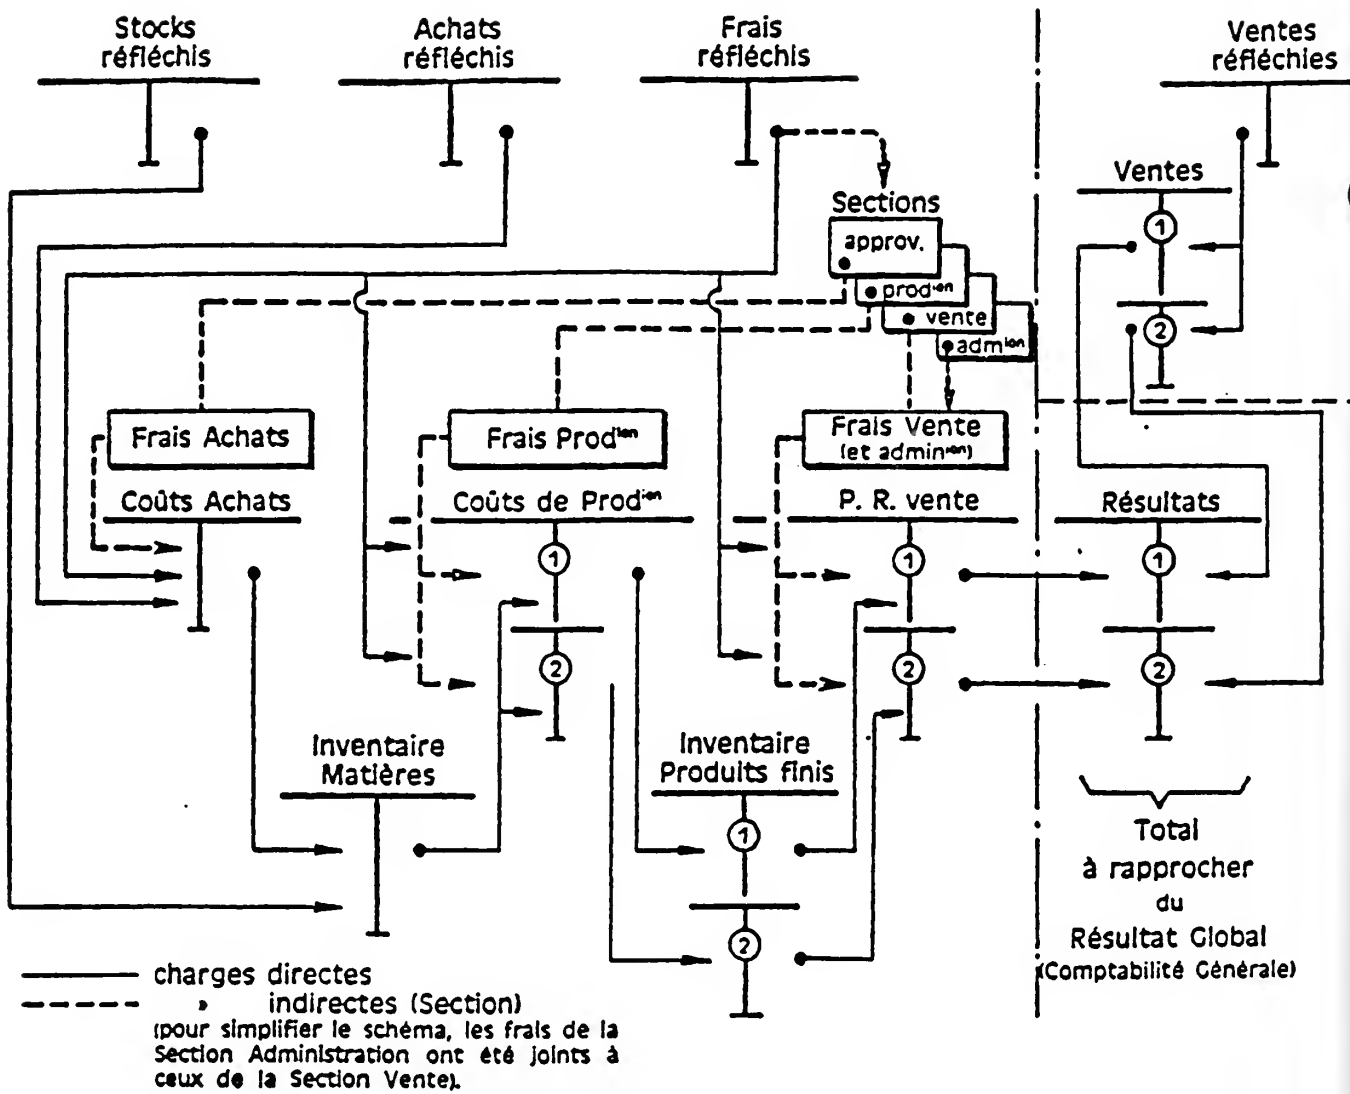 Stocks
réfléchis
Achats
réfléchis
Frais
réfléchis
Ventes
réfléchies
Ventes
1
2
Sections
approv.
prodion
vente
admion
Frais Achats
Frais Prodion
Frais Vente
(et adminion)
Coûts Achats
Coûts de Prodion
P. R. vente
Résultats
1
1
1
2
2
2
Inventaire
Matières
Inventaire
Produits finis
1
2
Total
à rapprocher
du
Résultat Global
(Comptabilité Générale)
charges directes
» indirectes (Section)
(pour simplifier le schéma, les frais de la
Section Administration ont été joints à
ceux de la Section Vente).